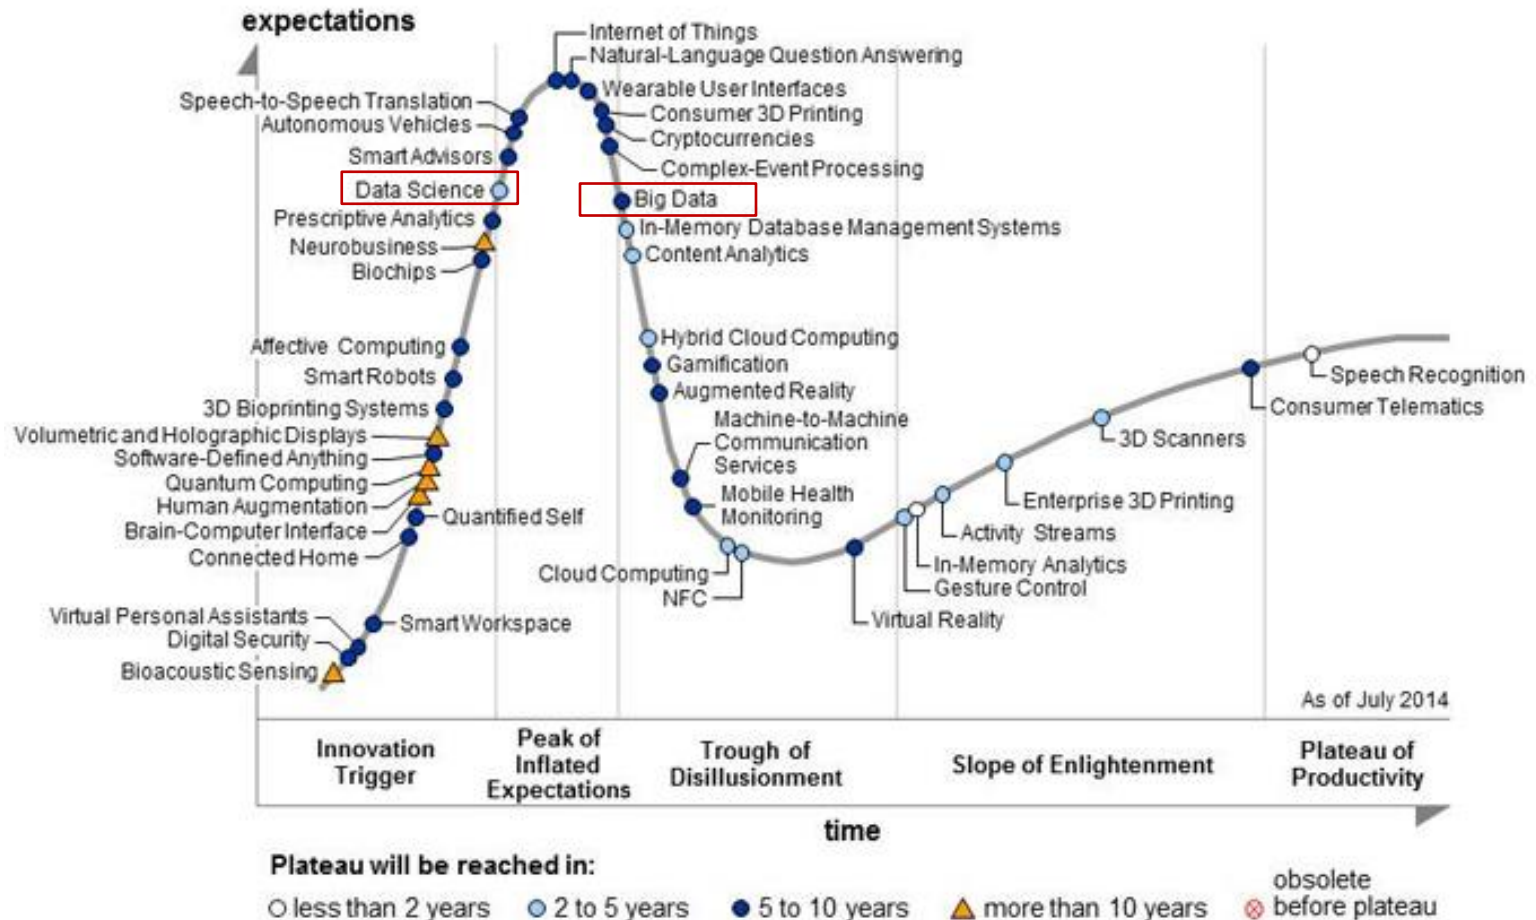 expectations
Internet of Things
Natural-Language Question Answering
Wearable User Interfaces
Consumer 3D Printing
Cryptocurrencies
Complex-Event Processing
Speech-to-Speech Translation
Autonomous Vehicles
Smart Advisors
Data Science
Prescriptive Analytics
Neurobusiness
Biochips
Big Data
In-Memory Database Management Systems
Content Analytics
Hybrid Cloud Computing
Gamification
Augmented Reality
Machine-to-Machine
Communication
Services
Mobile Health
Monitoring
Affective Computing
Smart Robots
3D Bioprinting Systems
Volumetric and Holographic Displays
Software-Defined Anything
Quantum Computing
Human Augmentation
Brain-Computer Interface
Connected Home
Quantified Self
Virtual Personal Assistants
Digital Security
Bioacoustic Sensing
Smart Workspace
Cloud Computing
NFC
Virtual Reality
Gesture Control
In-Memory Analytics
Activity Streams
Enterprise 3D Printing
3D Scanners
Consumer Telematics
Speech Recognition
As of July 2014
Innovation
Trigger
Peak of
Inflated
Expectations
Trough of
Disillusionment
Slope of Enlightenment
Plateau of
Productivity
time
Plateau will be reached in:
less than 2 years
2 to 5 years
5 to 10 years
more than 10 years
obsolete
before plateau